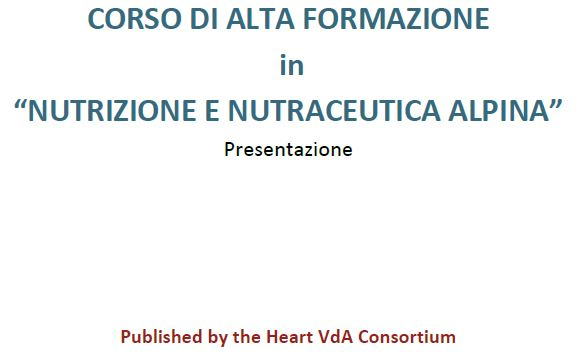 CORSO DI ALTA FORMAZIONE
in
“NUTRIZIONE E NUTRACEUTICA ALPINA”
Presentazione
Published by the Heart VdA Consortium